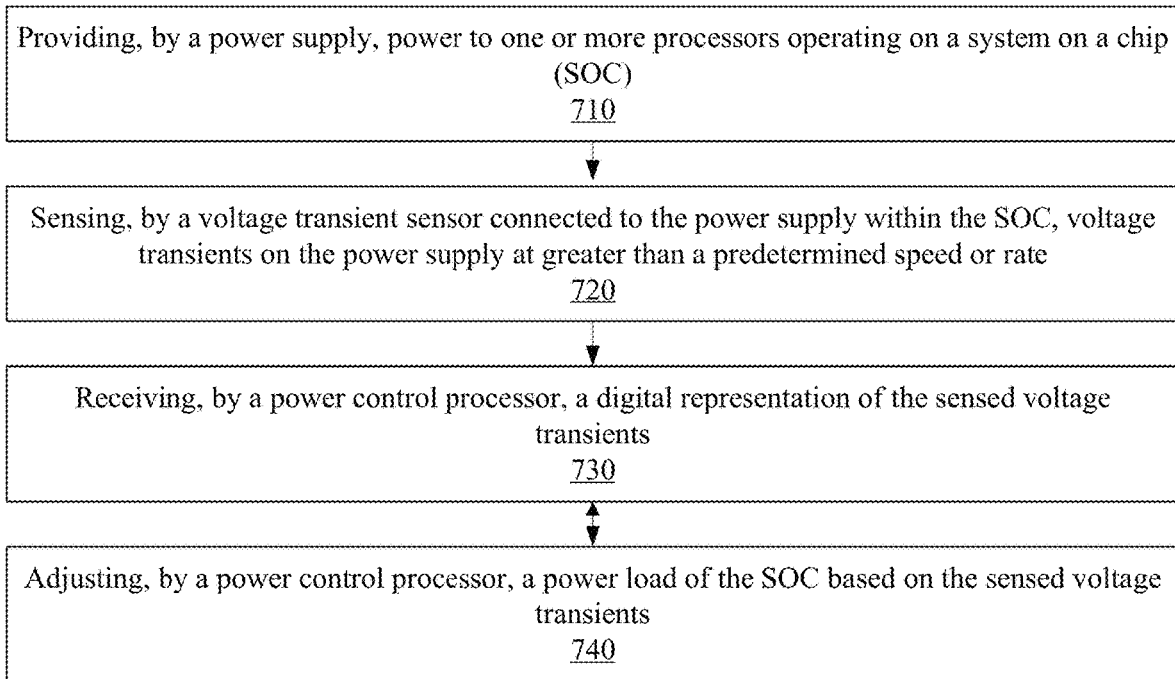 Providing, by a power supply, power to one or more processors operating on a system on a chip
(SOC)
710
Sensing, by a voltage transient sensor connected to the power supply within the SOC, voltage
transients on the power supply at greater than a predetermined speed or rate
720
Receiving, by a power control processor, a digital representation of the sensed voltage
transients
730
Adjusting, by a power control processor, a power load of the SOC based on the sensed voltage
transients
740